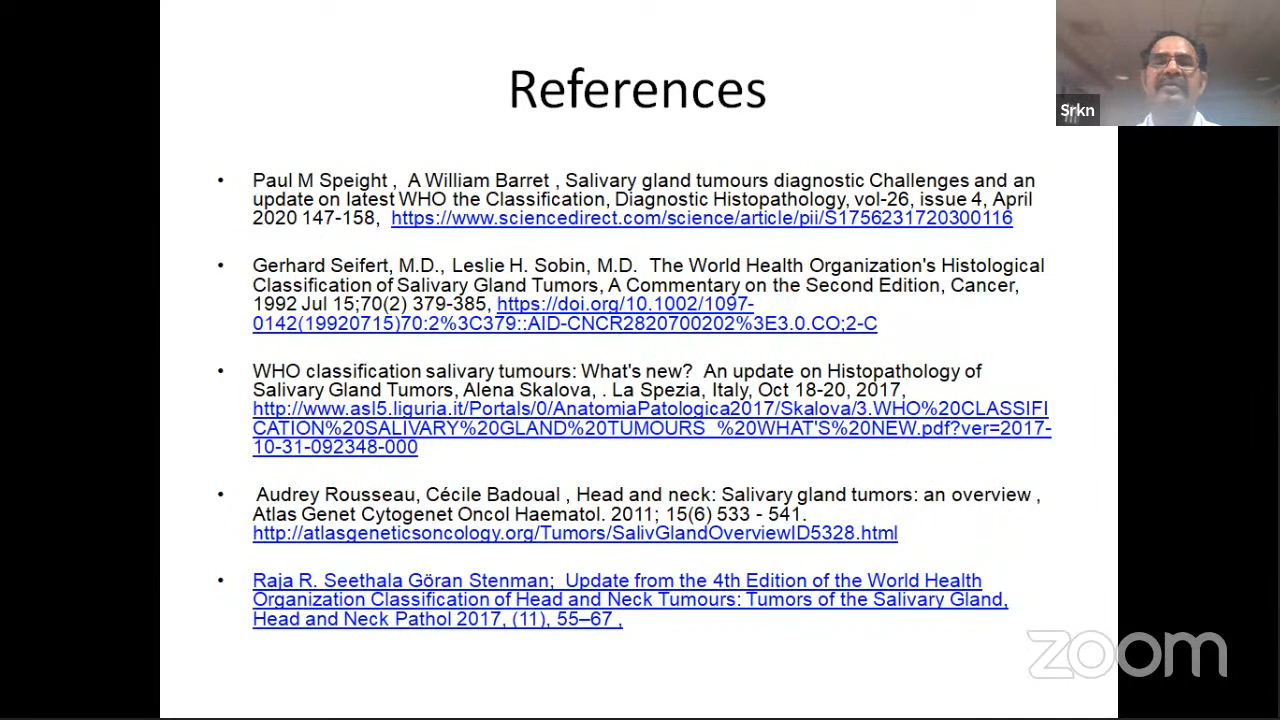 References
Srkn
• Paul M Speight , A William Barret , Salivary gland tumours diagnostic Challenges and an
update on latest WHO the Classification, Diagnostic Histopathology, vol-26, issue 4, April
2020 147-158, https://www.sciencedirect.com/science/article/pii/S1756231720300116
• Gerhard Seifert, M.D., Leslie H. Sobin, M.D. The World Health Organization's Histological
Classification of Salivary Gland Tumors, A Commentary on the Second Edition, Cancer,
1992 Jul 15;70(2) 379-385, https://doi.org/10.1002/1097-
0142(19920715)70:2%3C379::AID-CNCR2820700202%3E3.0.CO;2-C
• WHO classification salivary tumours: What's new? An update on Histopathology of
Salivary Gland Tumors, Alena Skalova, . La Spezia, Italy, Oct 18-20, 2017,
http://www.asl5.liguria.it/Portals/0/AnatomiaPatologica2017/Skalova/3.WHO%20CLASSIFI
CATION%20SALIVARY%20GLAND%20TUMOURS_%20WHAT'S%20NEW.pdf?ver=2017-
10-31-092348-000
• Audrey Rousseau, Cécile Badoual , Head and neck: Salivary gland tumors: an overview ,
Atlas Genet Cytogenet Oncol Haematol. 2011; 15(6) 533 - 541.
http://atlasgeneticsoncology.org/Tumors/SalivGlandOverviewID5328.html
• Raja R. Seethala Göran Stenman; Update from the 4th Edition of the World Health
Organization Classification of Head and Neck Tumours: Tumors of the Salivary Gland,
Head and Neck Pathol 2017, (11), 55–67 ,
zoom